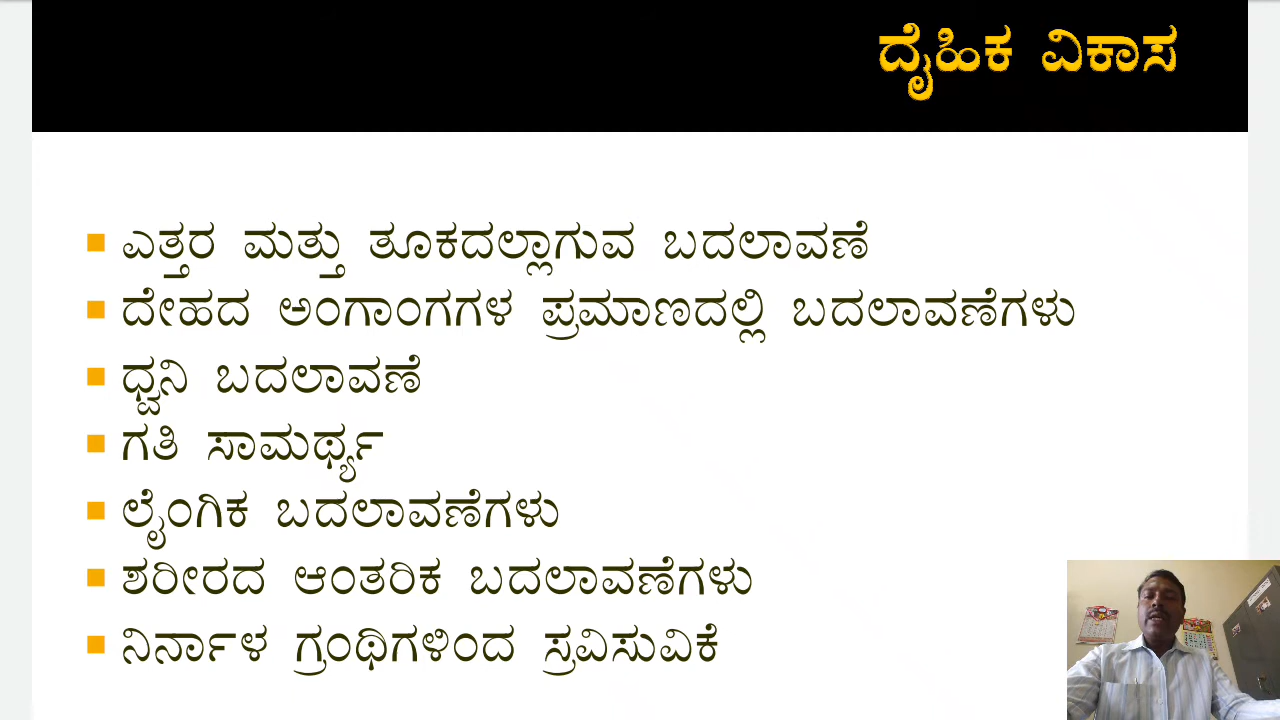 ದೈಹಿಕ ವಿಕಾಸ
ಎತ್ತರ ಮತ್ತು ತೂಕದಲ್ಲಾಗುವ ಬದಲಾವಣೆ
ದೇಹದ ಅಂಗಾಂಗಗಳ ಪ್ರಮಾಣದಲ್ಲಿ ಬದಲಾವಣೆಗಳು
ಧ್ವನಿ ಬದಲಾವಣೆ
ಗತಿ ಸಾಮರ್ಥ್ಯ
ಲೈಂಗಿಕ ಬದಲಾವಣೆಗಳು
ಶರೀರದ ಆಂತರಿಕ ಬದಲಾವಣೆಗಳು
ನಿರ್ನಾಳ ಗ್ರಂಥಿಗಳಿಂದ ಸ್ರವಿಸುವಿಕೆ